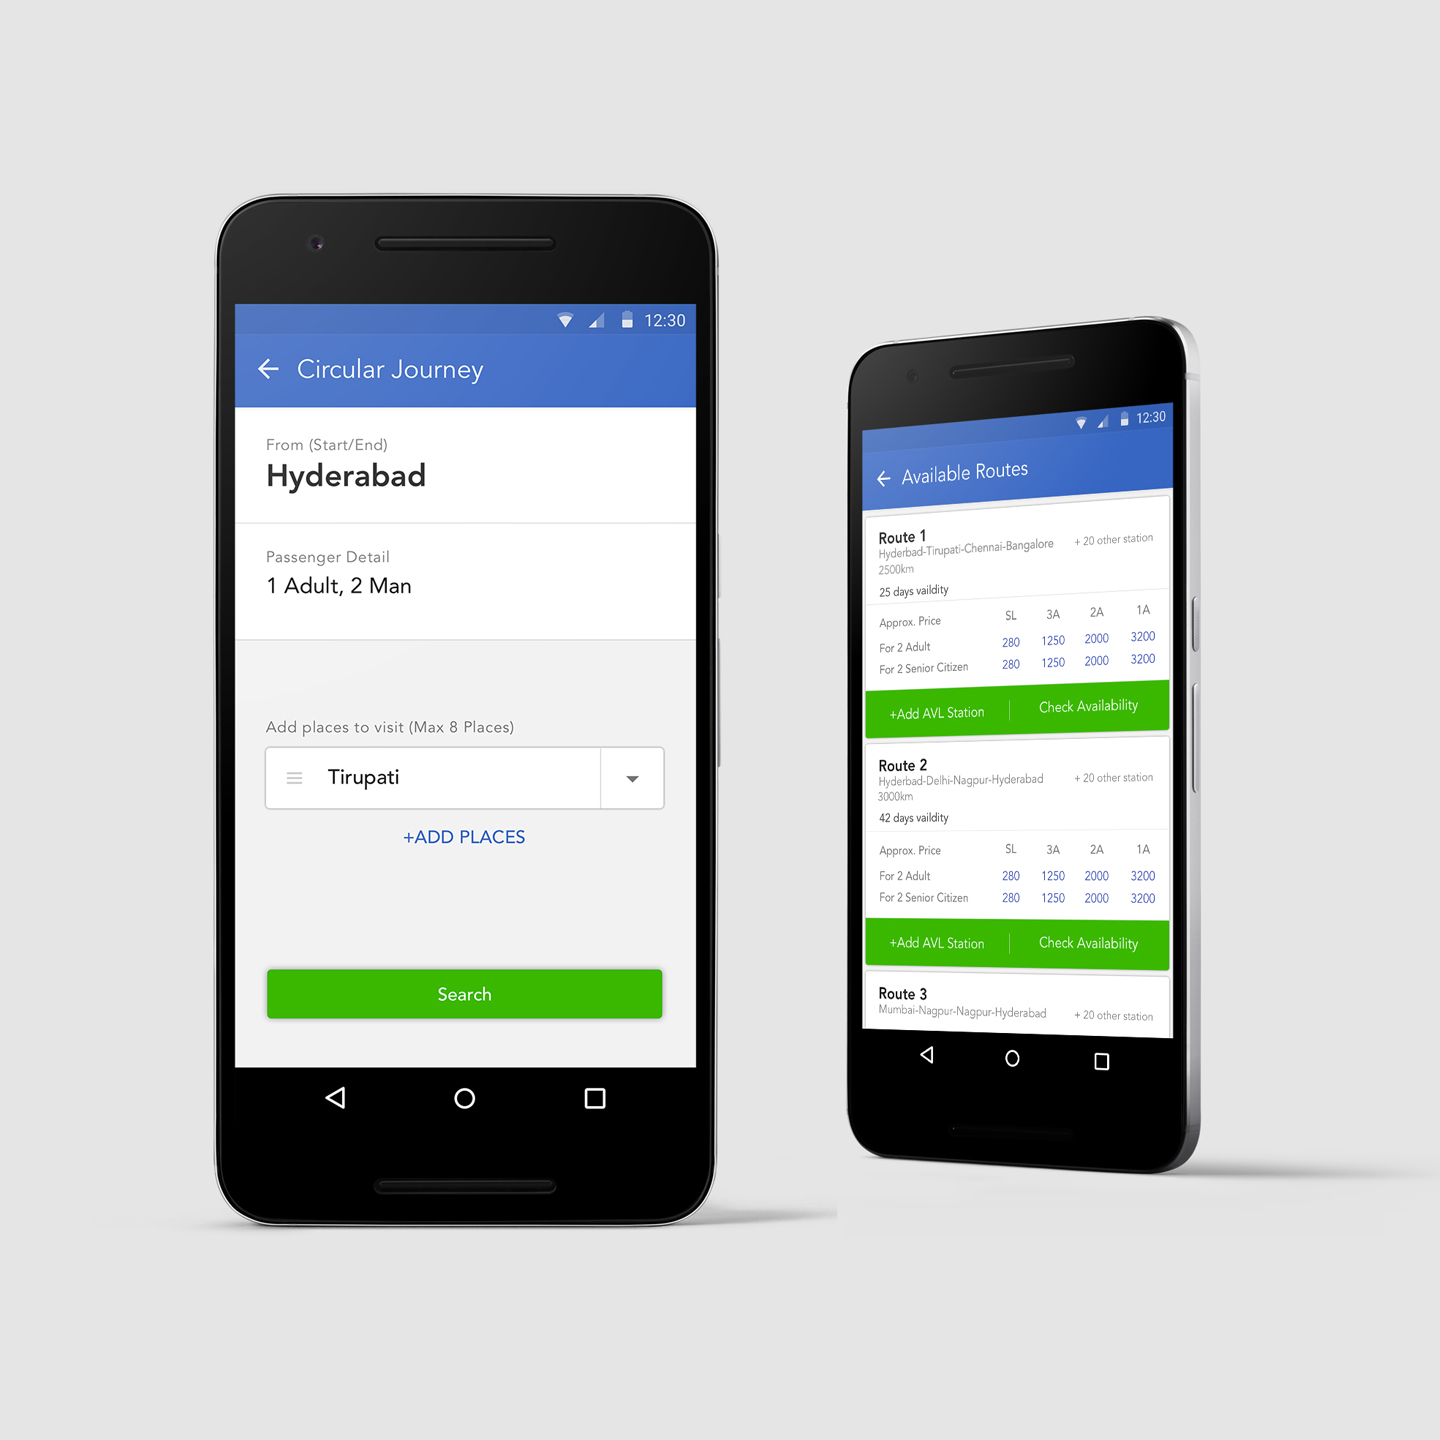 12:30
Circular Journey
From (Start/End)
Hyderabad
Passenger Detail
1 Adult, 2 Man
Add places to visit (Max 8 Places)
Tirupati
+ADD PLACES
Search
12:30
Available Routes
Route 1
Hyderbad-Tirupati-Chennai-Bangalore + 20 other station
2500km
25 days vaildity
Approx. Price SL 3A 2A 1A
For 2 Adult 280 1250 2000 3200
For 2 Senior Citizen 280 1250 2000 3200
+Add AVL Station Check Availability
Route 2
Hyderbad-Delhi-Nagpur-Hyderabad + 20 other station
3000km
42 days vaildity
Approx. Price SL 3A 2A 1A
For 2 Adult 280 1250 2000 3200
For 2 Senior Citizen 280 1250 2000 3200
+Add AVL Station Check Availability
Route 3
Mumbai-Nagpur-Nagpur-Hyderabad + 20 other station